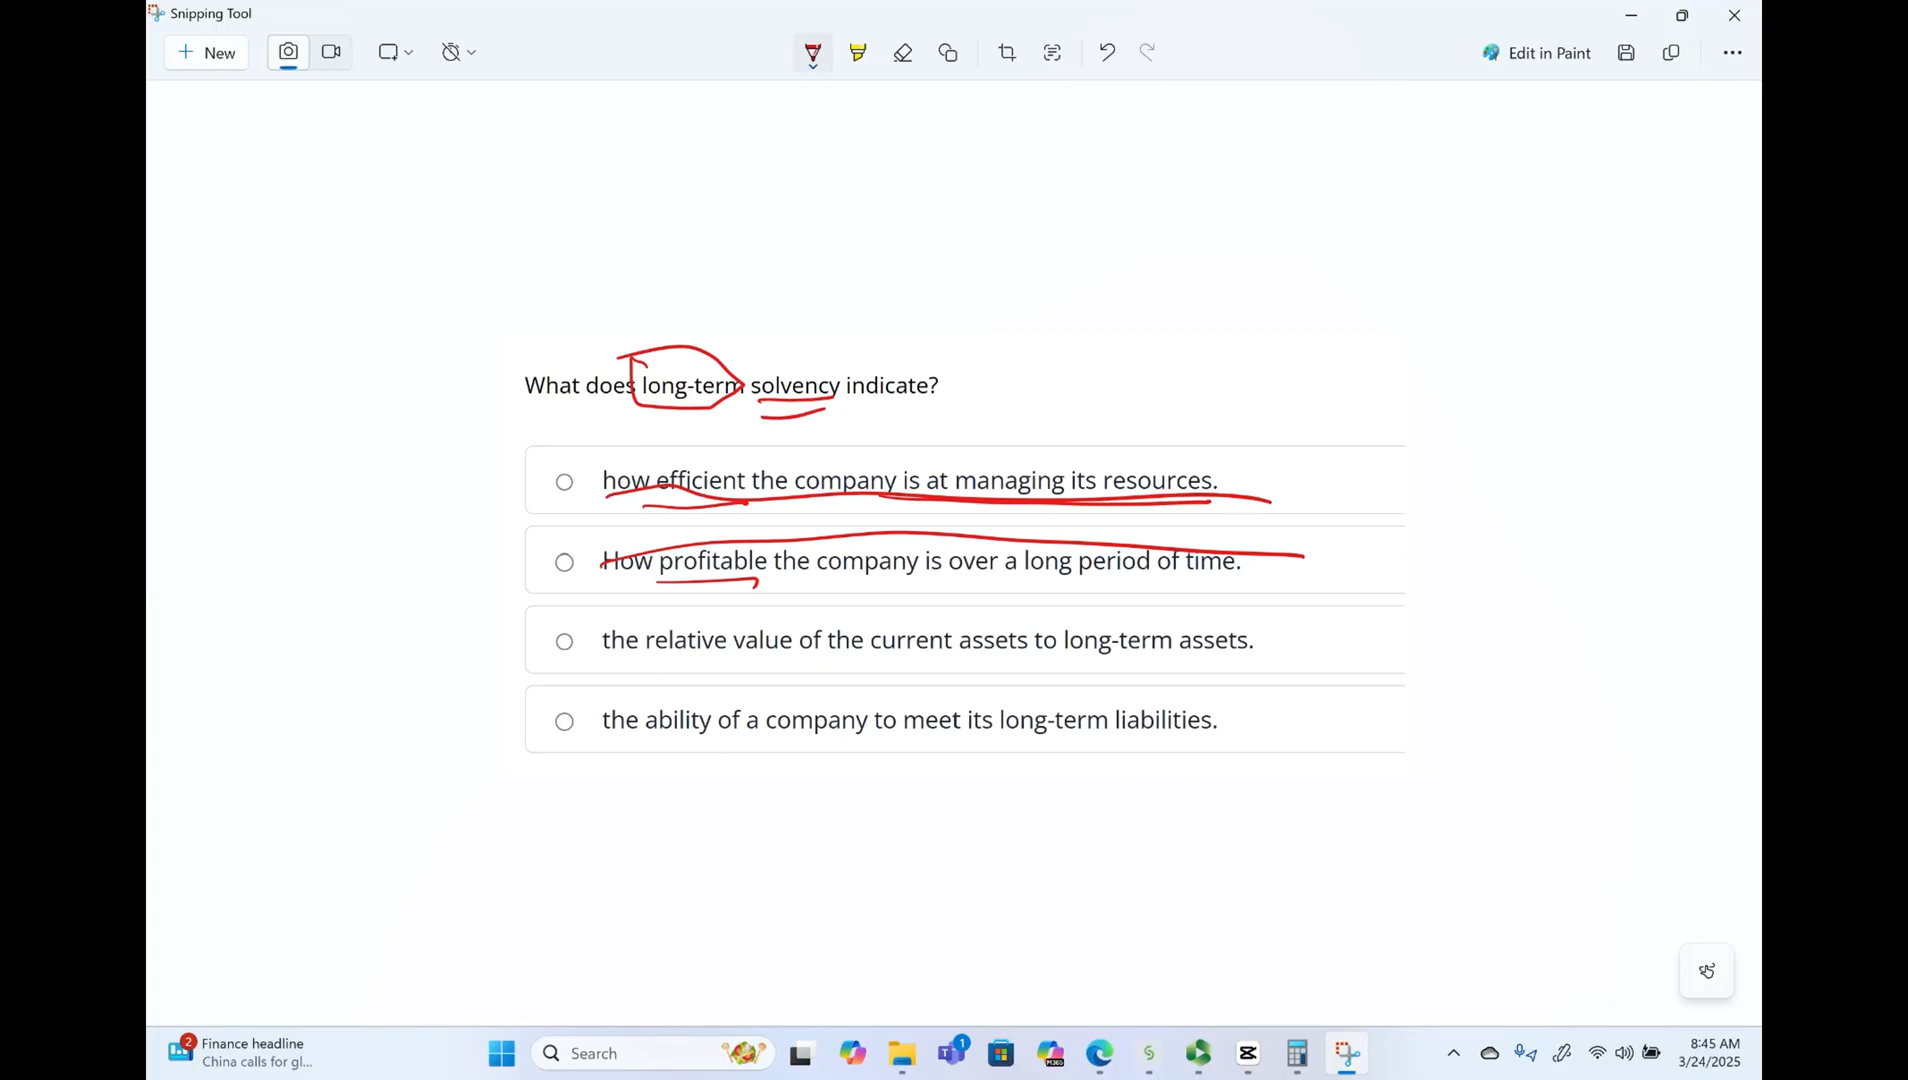 Snipping Tool
New
Edit in Paint
What does long-term solvency indicate?
how efficient the company is at managing its resources.
How profitable the company is over a long period of time.
the relative value of the current assets to long-term assets.
the ability of a company to meet its long-term liabilities.
2
Finance headline
China calls for gl...
Search
1
M365
8:45 AM
3/24/2025